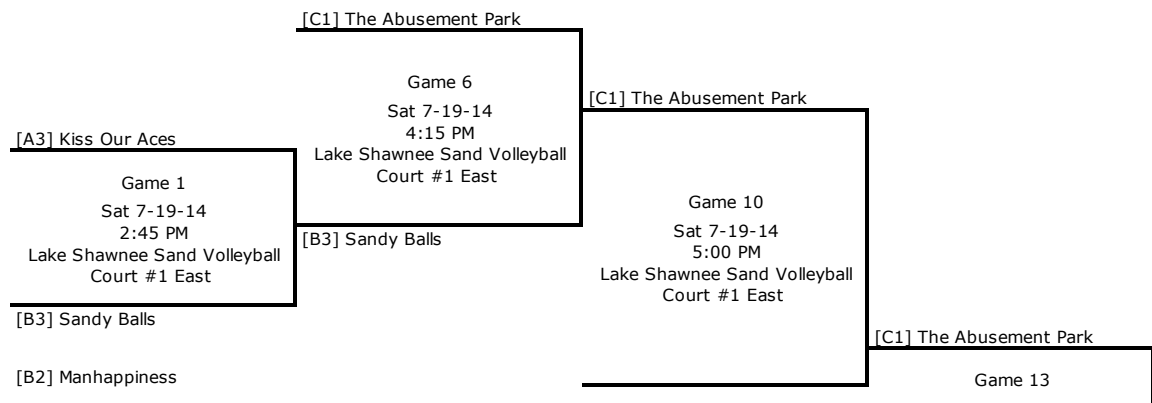 [C1] The Abusement Park
Game 6
Sat 7-19-14
4:15 PM
Lake Shawnee Sand Volleyball
Court #1 East
[C1] The Abusement Park
[A3] Kiss Our Aces
Game 1
Sat 7-19-14
2:45 PM
Lake Shawnee Sand Volleyball
Court #1 East
[B3] Sandy Balls
Game 10
Sat 7-19-14
5:00 PM
Lake Shawnee Sand Volleyball
Court #1 East
[B3] Sandy Balls
[C1] The Abusement Park
[B2] Manhappiness
Game 13